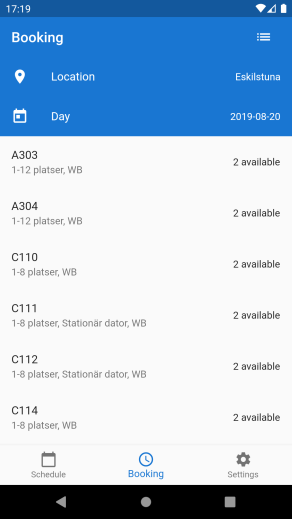 17:19
Booking
Location Eskilstuna
Day 2019-08-20
A303
1-12 platser, WB
2 available
A304
1-12 platser, WB
2 available
C110
1-8 platser, WB
2 available
C111
1-8 platser, Stationär dator, WB
2 available
C112
1-8 platser, Stationär dator, WB
2 available
C114
1-8 platser, WB
2 available
Schedule Booking Settings